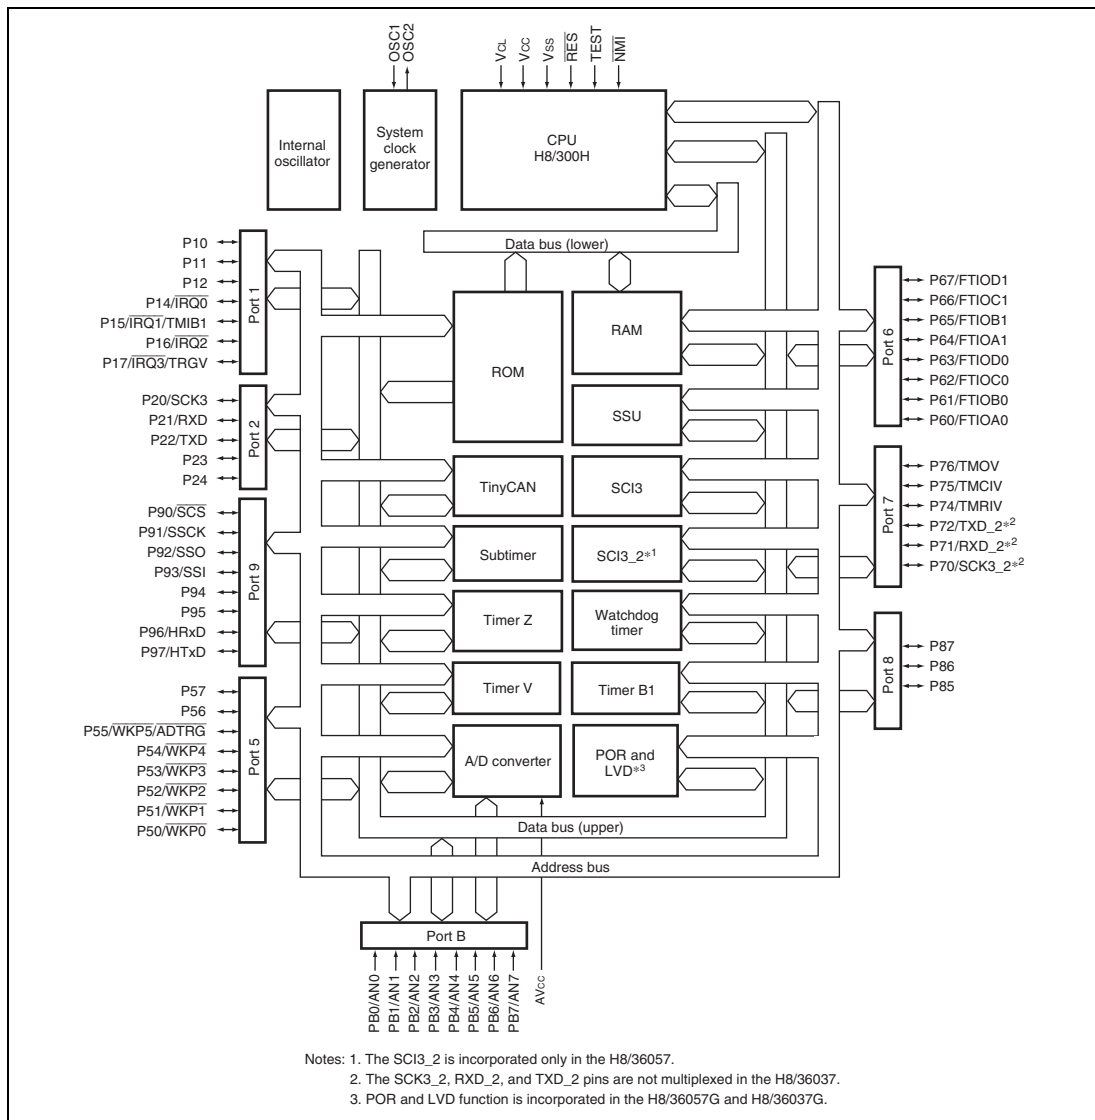 OSC1
OSC2
VCL
VCC
VSS
RES
TEST
NMI
Internal
oscillator
System
clock
generator
CPU
H8/300H
Data bus (lower)
P10
P11
P12
P14/IRQ0
P15/IRQ1/TMIB1
P16/IRQ2
P17/IRQ3/TRGV
Port 1
P20/SCK3
P21/RXD
P22/TXD
P23
P24
Port 2
P90/SCS
P91/SSCK
P92/SSO
P93/SSI
P94
P95
P96/HRxD
P97/HTxD
Port 9
P57
P56
P55/WKP5/ADTRG
P54/WKP4
P53/WKP3
P52/WKP2
P51/WKP1
P50/WKP0
Port 5
ROM
RAM
SSU
TinyCAN
SCI3
Subtimer
SCI3_2*1
Timer Z
Watchdog
timer
Timer V
Timer B1
A/D converter
POR and
LVD*3
Port 6
P67/FTIOD1
P66/FTIOC1
P65/FTIOB1
P64/FTIOA1
P63/FTIOD0
P62/FTIOC0
P61/FTIOB0
P60/FTIOA0
Port 7
P76/TMOV
P75/TMCIV
P74/TMRIV
P72/TXD_2*2
P71/RXD_2*2
P70/SCK3_2*2
Port 8
P87
P86
P85
Data bus (upper)
Address bus
Port B
PB0/AN0
PB1/AN1
PB2/AN2
PB3/AN3
PB4/AN4
PB5/AN5
PB6/AN6
PB7/AN7
AVCC
Notes: 1. The SCI3_2 is incorporated only in the H8/36057.
2. The SCK3_2, RXD_2, and TXD_2 pins are not multiplexed in the H8/36037.
3. POR and LVD function is incorporated in the H8/36057G and H8/36037G.